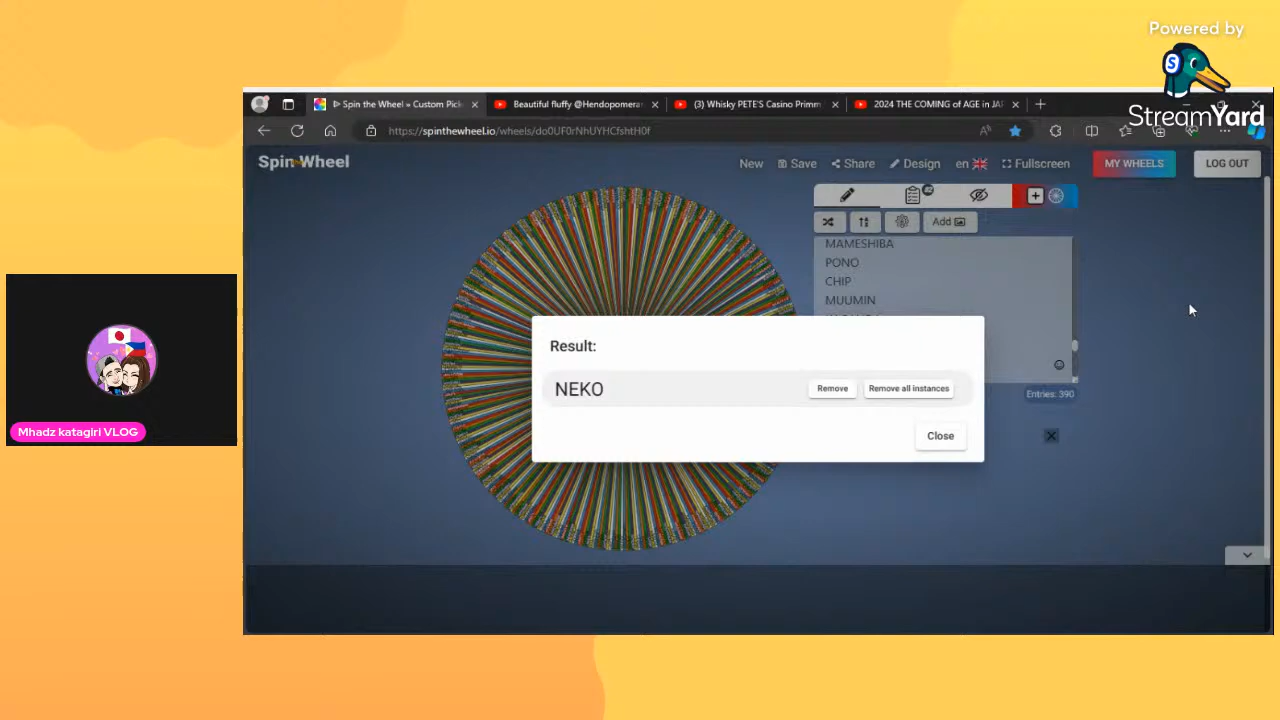 Powered by
StreamYard
Spin the Wheel » Custom Pick
Beautiful fluffy @Hendopomeran
(3) Whisky PETE'S Casino Primm
2024 THE COMING of AGE in JAP
https://spinthewheel.io/wheels/do0UF0rNhUYHCfshtH0f
Spin Wheel
New
Save
Share
Design
en
Fullscreen
MY WHEELS
LOG OUT
Add
MAMESHIBA
PONO
CHIP
MUUMIN
Result:
NEKO
Remove
Remove all instances
Close
Entries: 390
Mhadz katagiri VLOG